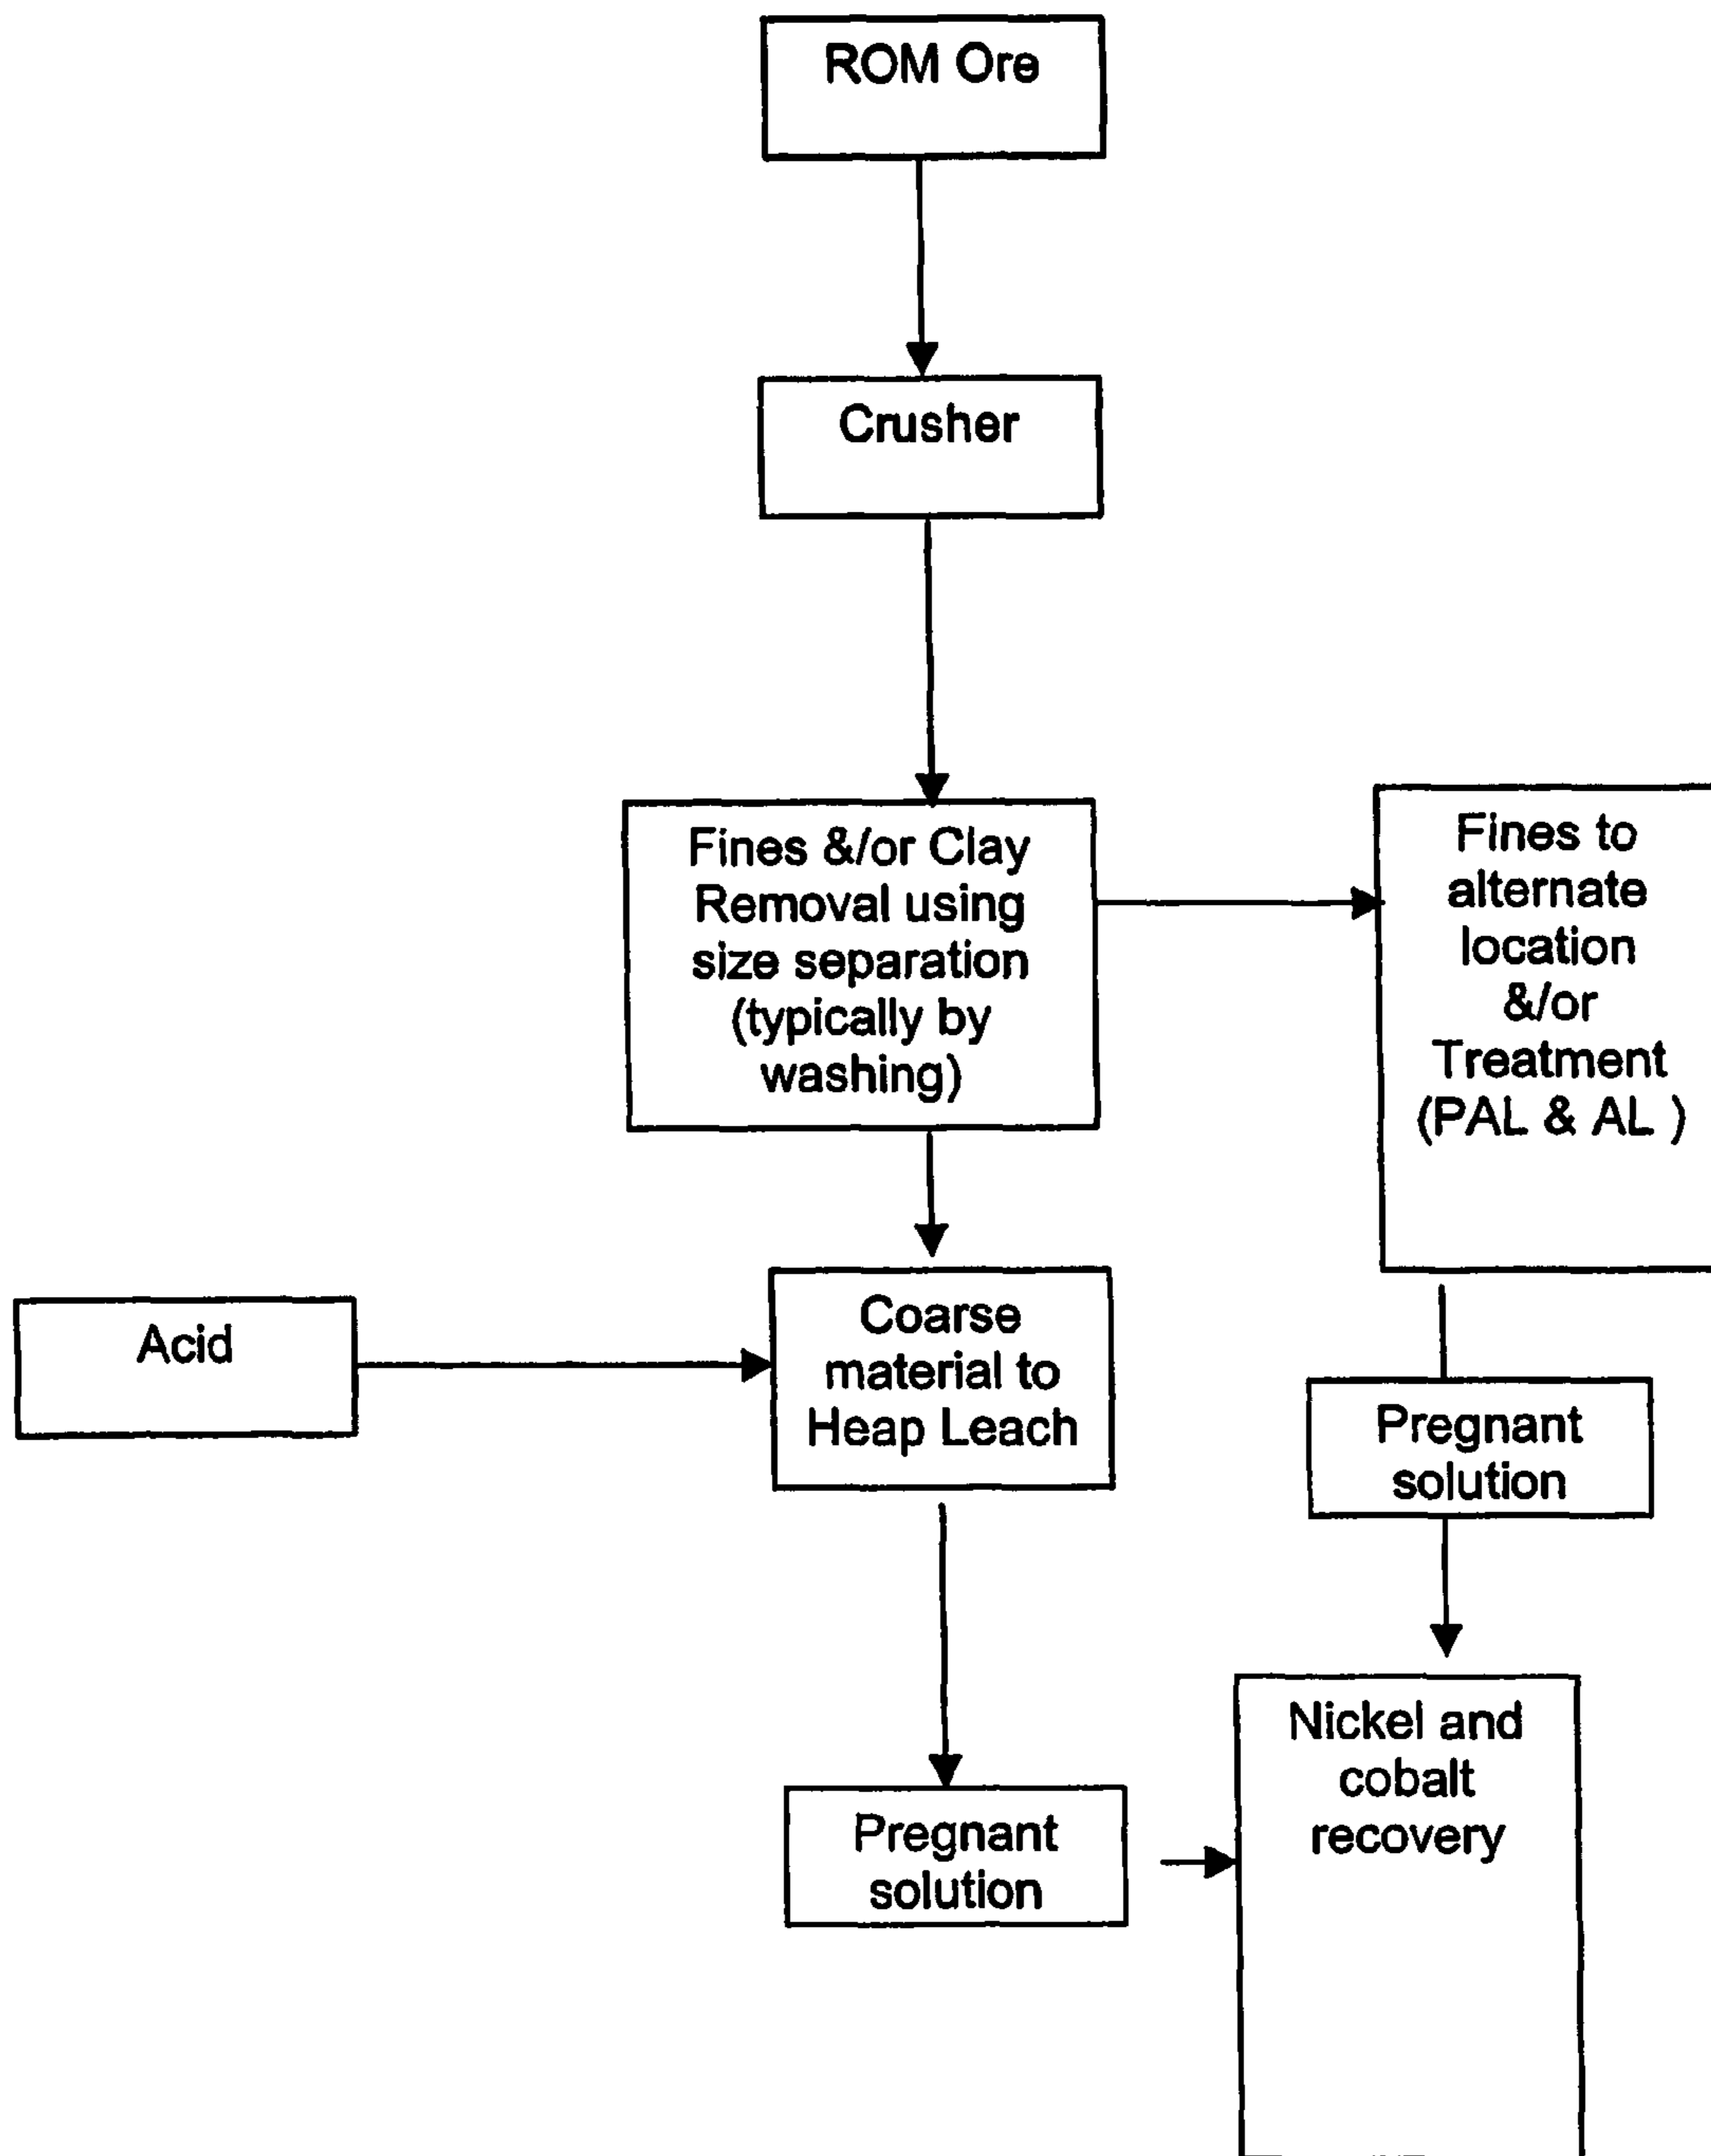 ROM Ore
Crusher
Fines &/or Clay
Removal using
size separation
(typically by
washing)
Fines to
alternate
location
&/or
Treatment
(PAL & AL )
Acid
Coarse
material to
Heap Leach
Pregnant
solution
Pregnant
solution
Nickel and
cobalt
recovery